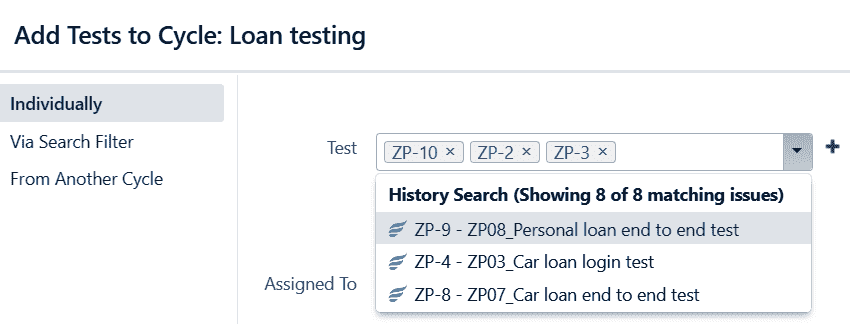 Add Tests to Cycle: Loan testing
Individually
Via Search Filter
From Another Cycle
Test
ZP-10 × ZP-2 × ZP-3 ×
History Search (Showing 8 of 8 matching issues)
ZP-9 - ZP08_Personal loan end to end test
ZP-4 - ZP03_Car loan login test
ZP-8 - ZP07_Car loan end to end test
Assigned To